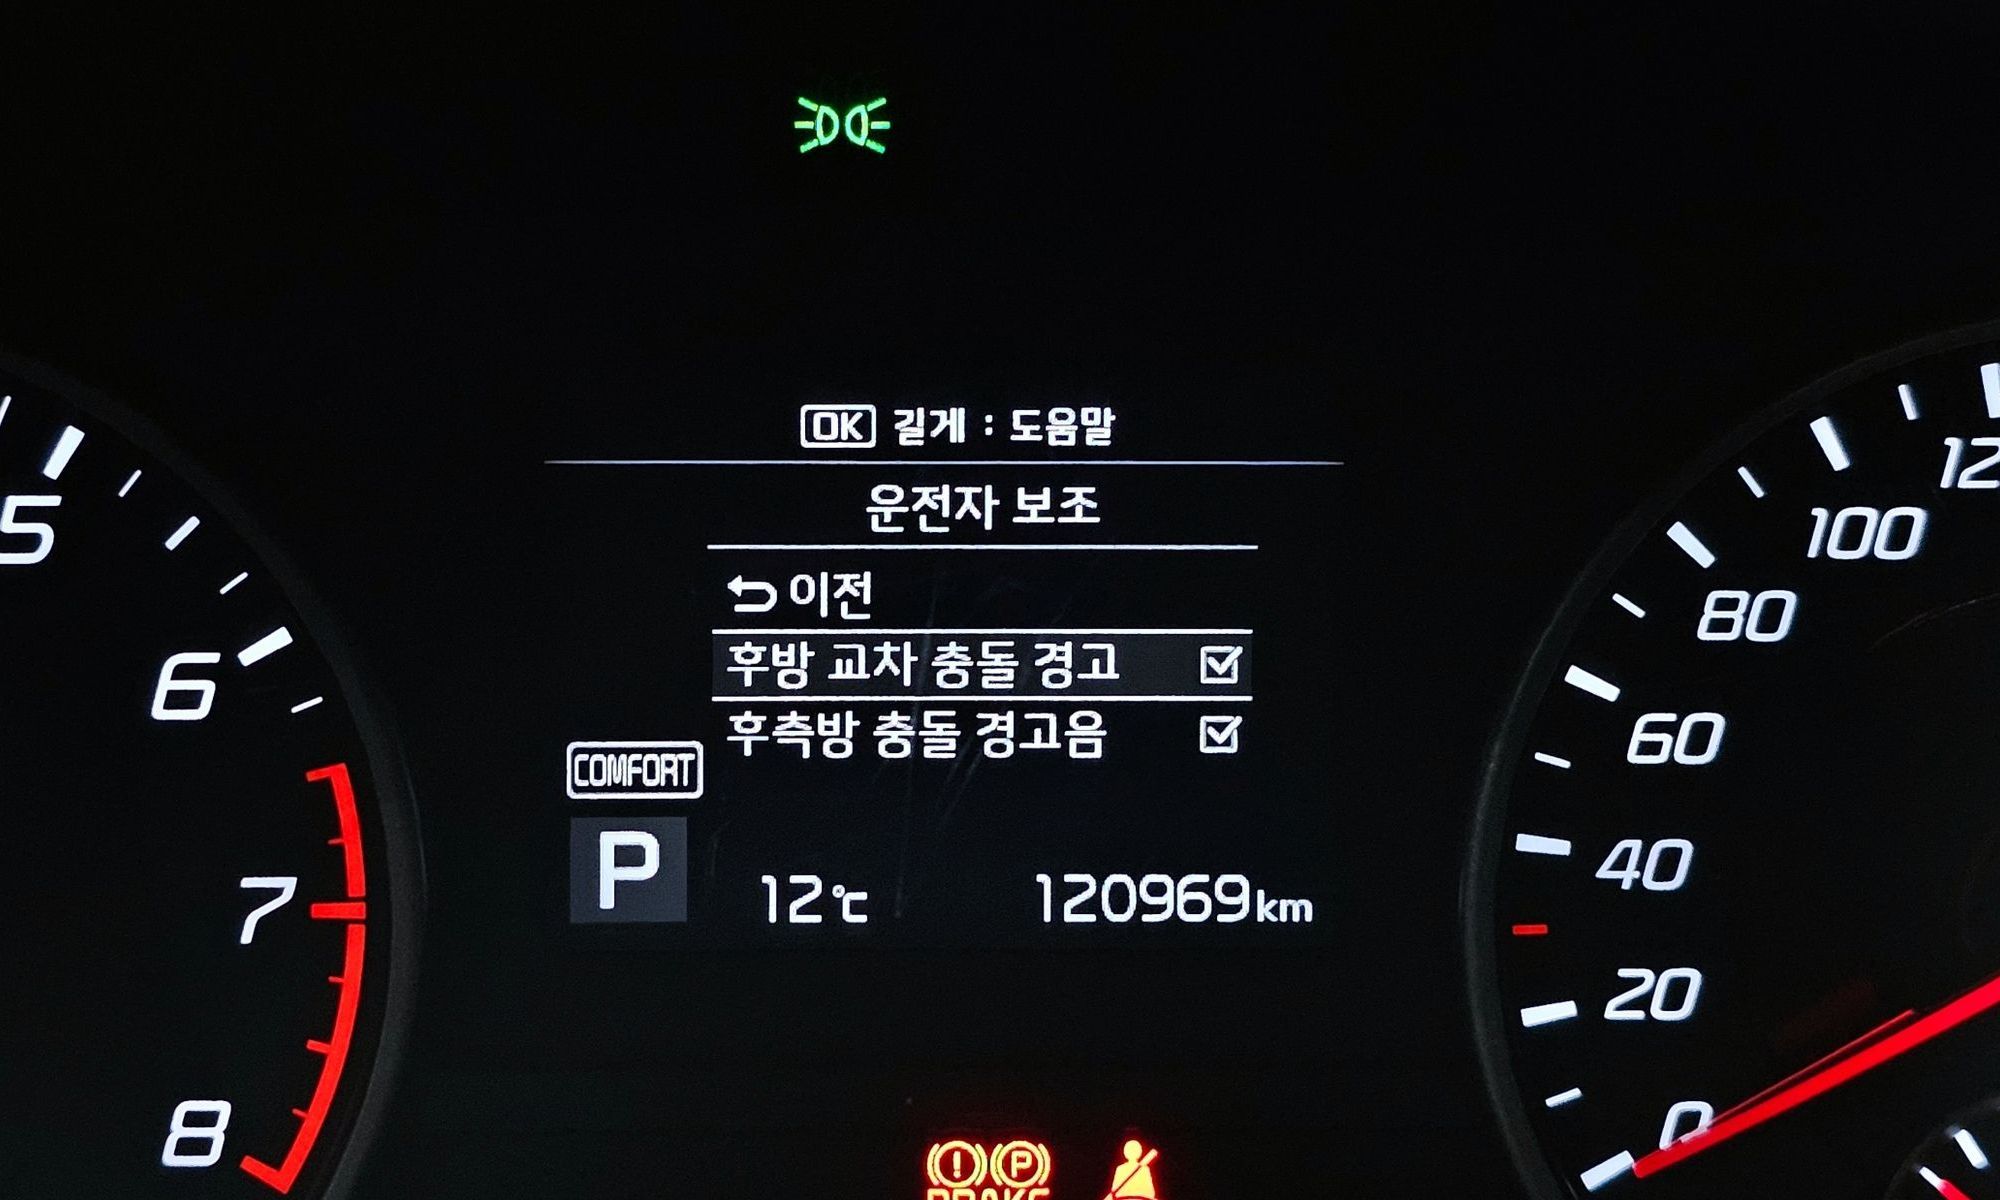 OK 길게 : 도움말
운전자 보조
이전
후방 교차 충돌 경고
후측방 충돌 경고음
COMFORT
P
12℃
120969km
5
6
7
8
12
100
80
60
40
20
0
P
BRAKE